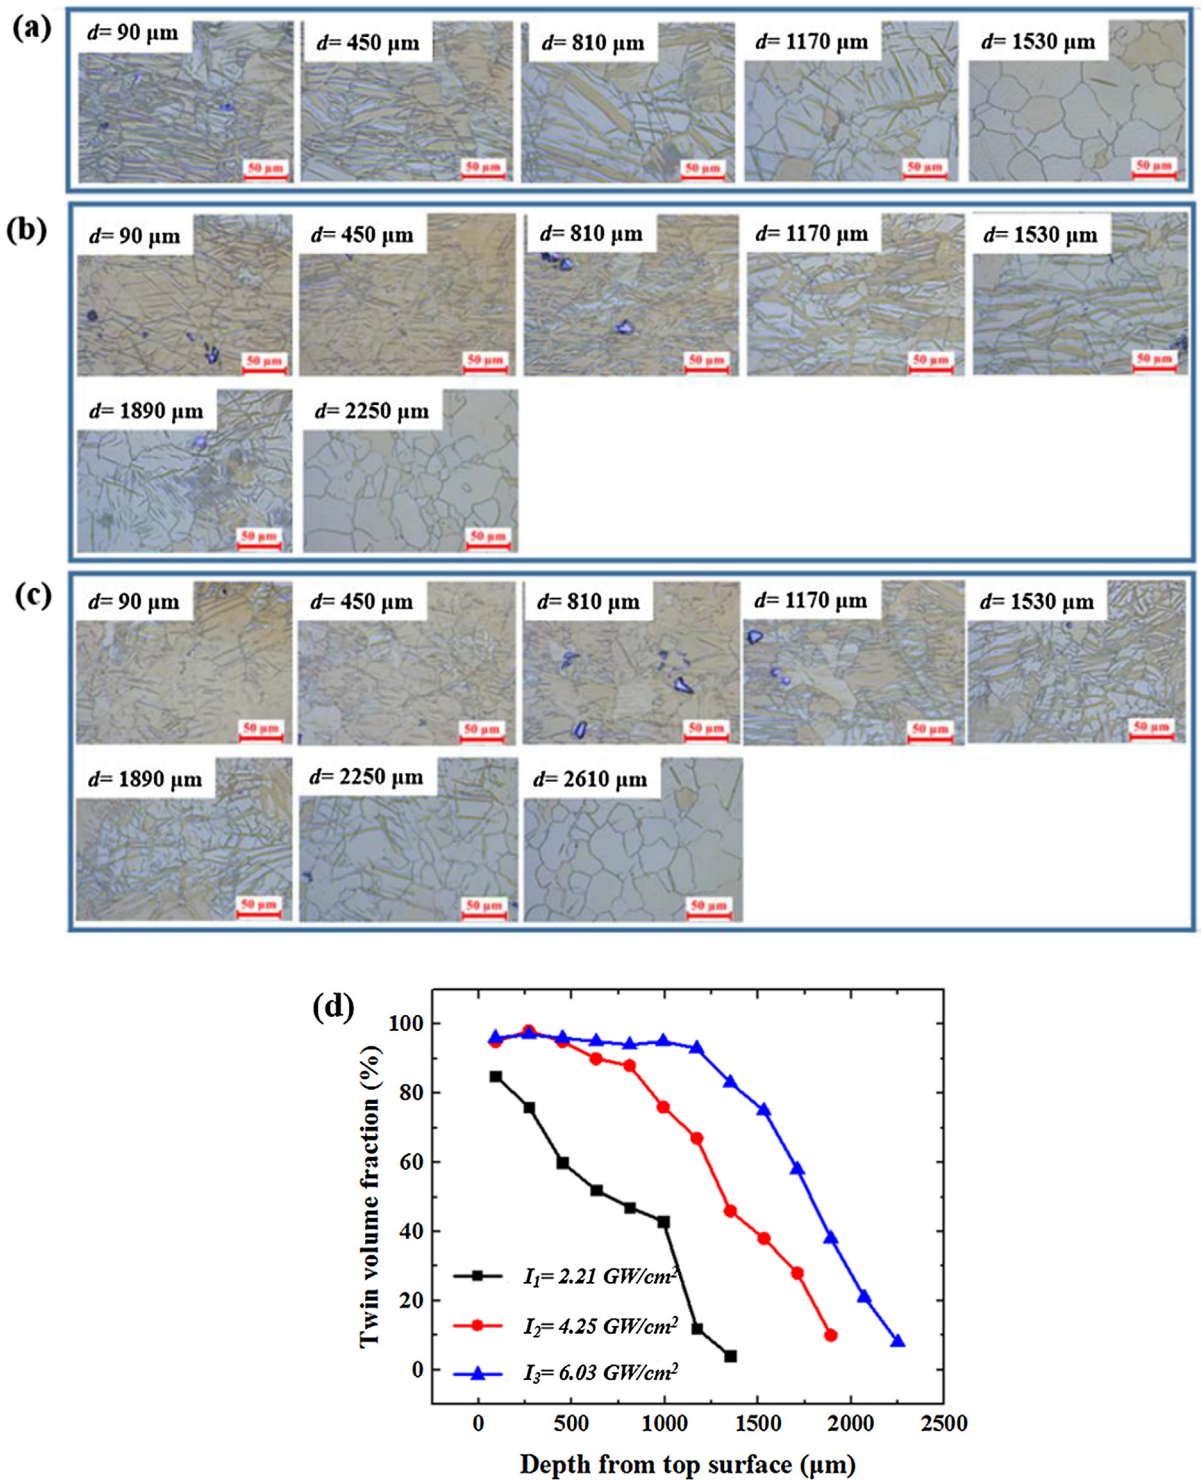 (a)
d= 90 μm
d= 450 μm
d= 810 μm
d= 1170 μm
d= 1530 μm
50 μm
50 μm
50 μm
50 μm
50 μm
(b)
d= 90 μm
d= 450 μm
d= 810 μm
d= 1170 μm
d= 1530 μm
50 μm
50 μm
50 μm
50 μm
50 μm
d= 1890 μm
d= 2250 μm
50 μm
50 μm
(c)
d= 90 μm
d= 450 μm
d= 810 μm
d= 1170 μm
d= 1530 μm
50 μm
50 μm
50 μm
50 μm
50 μm
d= 1890 μm
d= 2250 μm
d= 2610 μm
50 μm
50 μm
50 μm
(d)
Twin volume fraction (%)
100
80
60
40
20
0
I₁= 2.21 GW/cm²
I₂= 4.25 GW/cm²
I₃= 6.03 GW/cm²
0 500 1000 1500 2000 2500
Depth from top surface (μm)